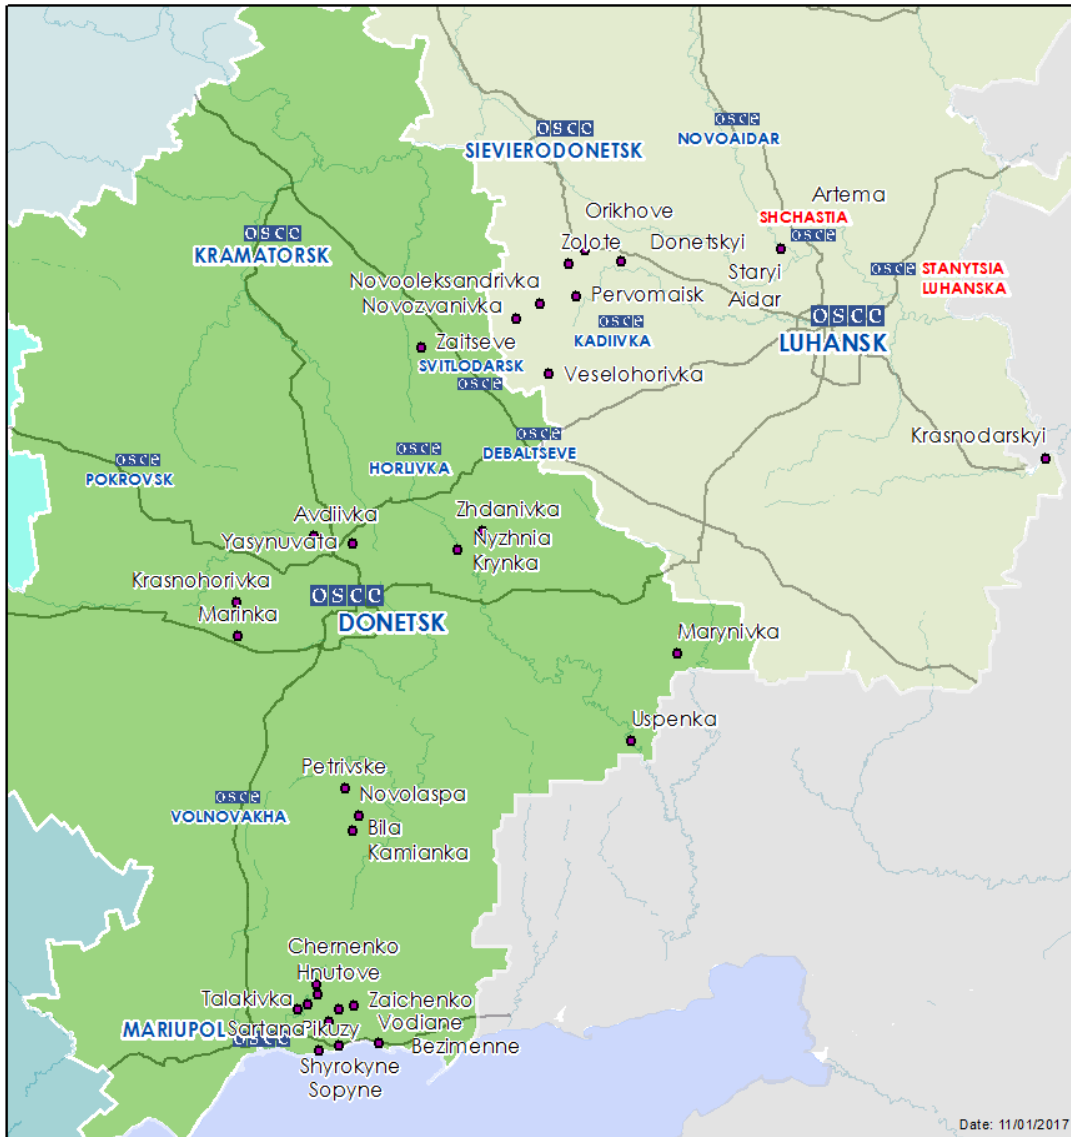 osce
SIEVIERODONETSK
osce
NOVOAIDAR
Artema
SHCHASTIA
osce
Orikhove
Zolote
Donetskyi
Staryi
Aidar
osce
KRAMATORSK
osce
STANYTSIA
LUHANSKA
Novooleksandrivka
Novozvanivka
Pervomaisk
osce
KADIIVKA
osce
LUHANSK
Zaitseve
SVITLODARSK
osce
Veselohorivka
osce
DEBALTSEVE
osce
HORLIVKA
osce
POKROVSK
Krasnodarskyi
Avdiivka
Yasynuvata
Zhdanivka
Nyzhnia
Krynka
Krasnohorivka
Marinka
osce
DONETSK
Marynivka
Uspenka
Petrivske
Novolaspa
Bila
Kamianka
osce
VOLNOVAKHA
Chernenko
Hnutove
Talakivka
Zaichenko
MARIUPOL
Sartana
Pikuzy
Vodiane
osce
Bezimenne
Shyrokyne
Sopyne
Date: 11/01/2017